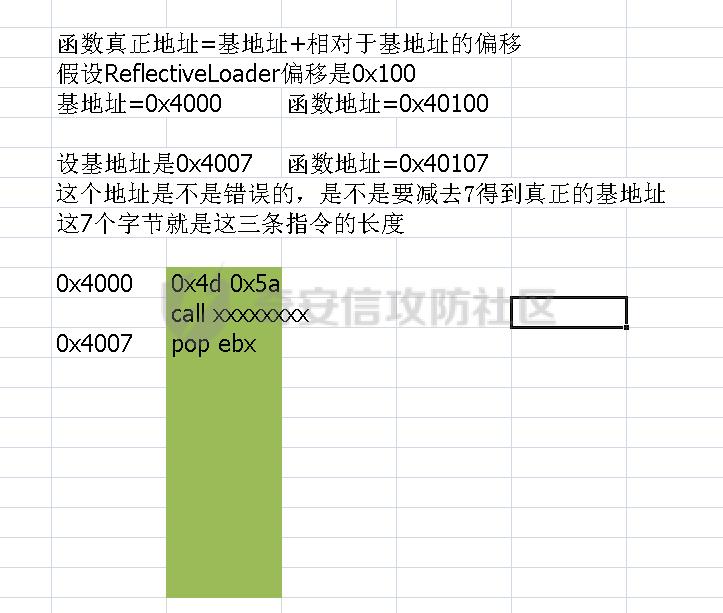 函数真正地址=基地址+相对于基地址的偏移
假设ReflectiveLoader偏移是0x100
基地址=0x4000 函数地址=0x40100
设基地址是0x4007 函数地址=0x40107
这个地址是不是错误的，是不是要减去7得到真正的基地址
这7个字节就是这三条指令的长度
0x4000 0x4d 0x5a
call xxxxxxxx
0x4007 pop ebx
奇安信攻防社区